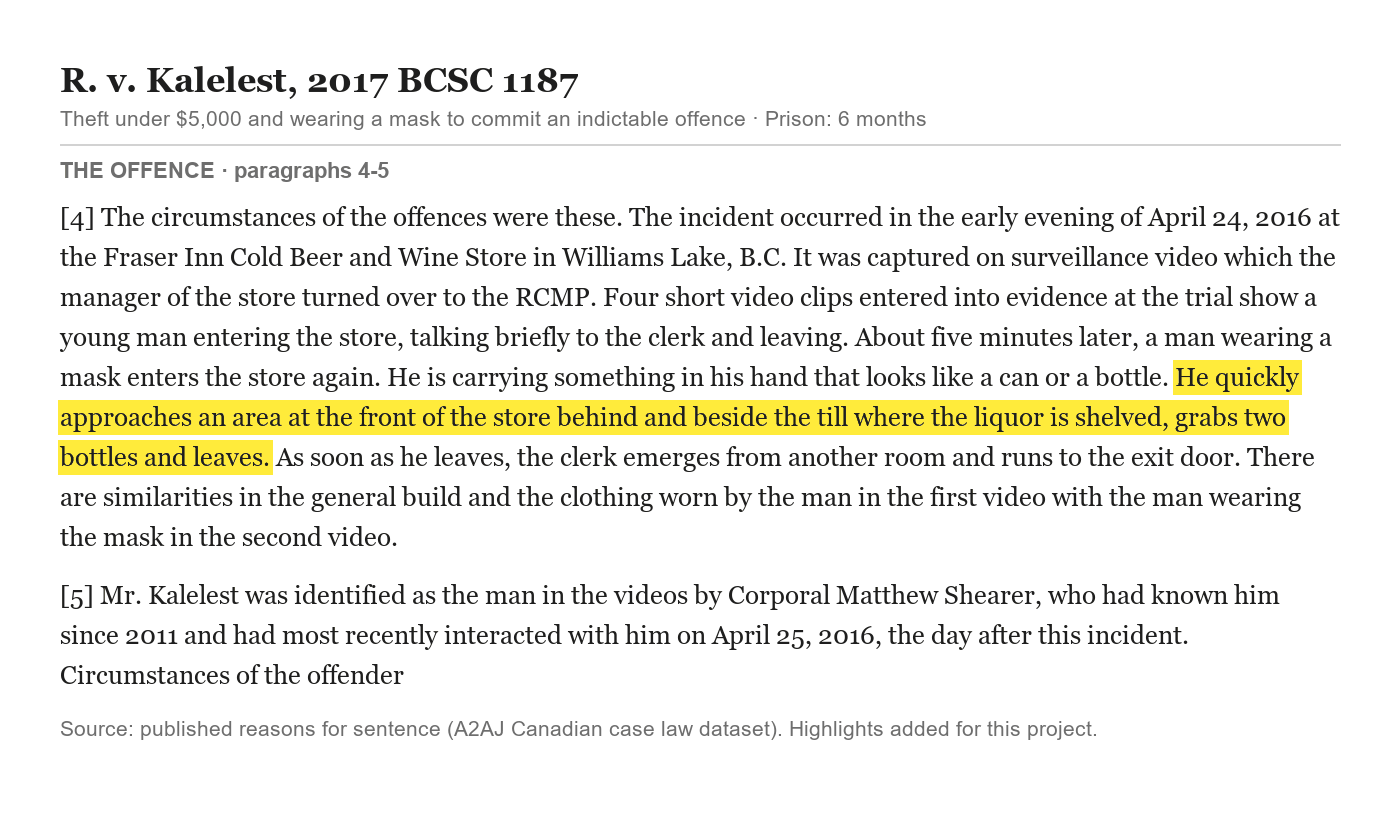 R. v. Kalelest, 2017 BCSC 1187
Theft under $5,000 and wearing a mask to commit an indictable offence · Prison: 6 months
THE OFFENCE · paragraphs 4-5
[4] The circumstances of the offences were these. The incident occurred in the early evening of April 24, 2016 at
the Fraser Inn Cold Beer and Wine Store in Williams Lake, B.C. It was captured on surveillance video which the
manager of the store turned over to the RCMP. Four short video clips entered into evidence at the trial show a
young man entering the store, talking briefly to the clerk and leaving. About five minutes later, a man wearing a
mask enters the store again. He is carrying something in his hand that looks like a can or a bottle. He quickly
approaches an area at the front of the store behind and beside the till where the liquor is shelved, grabs two
bottles and leaves. As soon as he leaves, the clerk emerges from another room and runs to the exit door. There
are similarities in the general build and the clothing worn by the man in the first video with the man wearing
the mask in the second video.
[5] Mr. Kalelest was identified as the man in the videos by Corporal Matthew Shearer, who had known him
since 2011 and had most recently interacted with him on April 25, 2016, the day after this incident.
Circumstances of the offender
Source: published reasons for sentence (A2AJ Canadian case law dataset). Highlights added for this project.